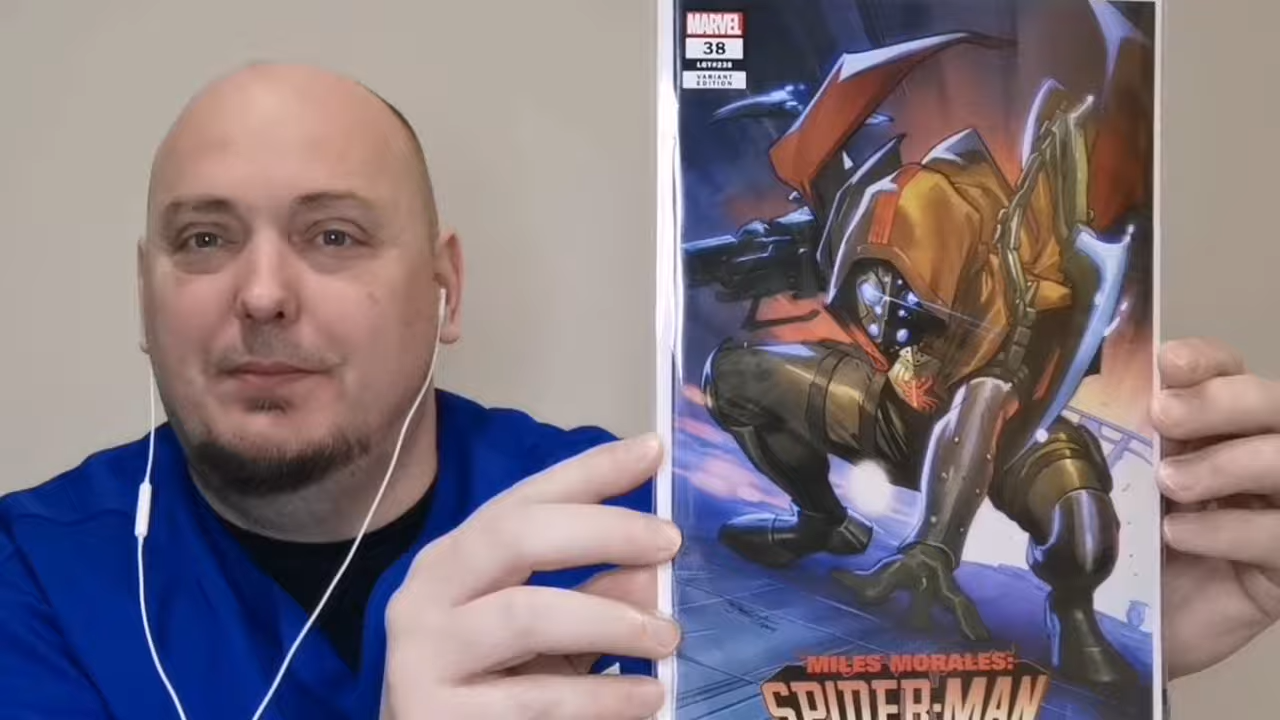 MARVEL
38
LGY#238
VARIANT
EDITION
MILES MORALES:
SPIDER-MAN